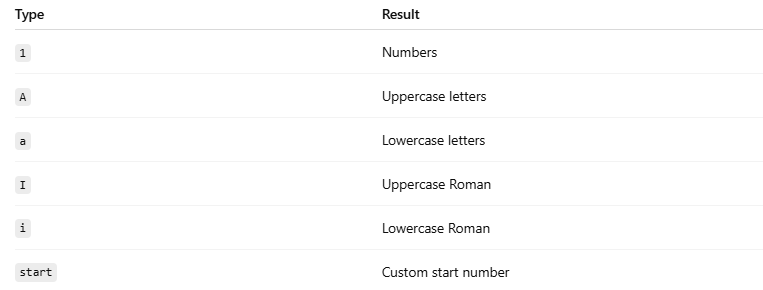 Type Result
1 Numbers
A Uppercase letters
a Lowercase letters
I Uppercase Roman
i Lowercase Roman
start Custom start number